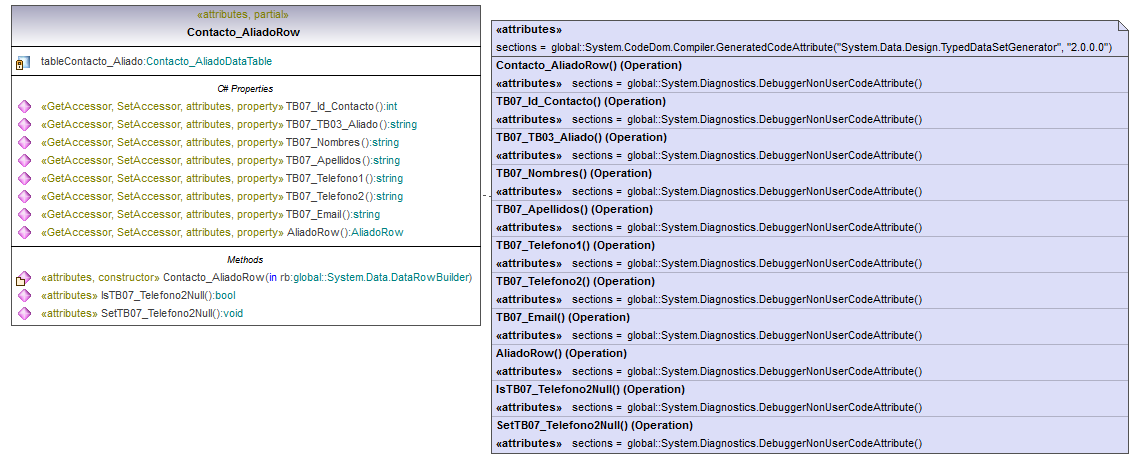 «attributes, partial»
Contacto_AliadoRow
tableContacto_Aliado:Contacto_AliadoDataTable
C# Properties
«GetAccessor, SetAccessor, attributes, property» TB07_Id_Contacto():int
«GetAccessor, SetAccessor, attributes, property» TB07_TB03_Aliado():string
«GetAccessor, SetAccessor, attributes, property» TB07_Nombres():string
«GetAccessor, SetAccessor, attributes, property» TB07_Apellidos():string
«GetAccessor, SetAccessor, attributes, property» TB07_Telefono1():string
«GetAccessor, SetAccessor, attributes, property» TB07_Telefono2():string
«GetAccessor, SetAccessor, attributes, property» TB07_Email():string
«GetAccessor, SetAccessor, attributes, property» AliadoRow():AliadoRow
Methods
«attributes, constructor» Contacto_AliadoRow(in rb:global::System.Data.DataRowBuilder)
«attributes» IsTB07_Telefono2Null():bool
«attributes» SetTB07_Telefono2Null():void
«attributes»
sections = global::System.CodeDom.Compiler.GeneratedCodeAttribute("System.Data.Design.TypedDataSetGenerator", "2.0.0.0")
Contacto_AliadoRow() (Operation)
«attributes» sections = global::System.Diagnostics.DebuggerNonUserCodeAttribute()
TB07_Id_Contacto() (Operation)
«attributes» sections = global::System.Diagnostics.DebuggerNonUserCodeAttribute()
TB07_TB03_Aliado() (Operation)
«attributes» sections = global::System.Diagnostics.DebuggerNonUserCodeAttribute()
TB07_Nombres() (Operation)
«attributes» sections = global::System.Diagnostics.DebuggerNonUserCodeAttribute()
TB07_Apellidos() (Operation)
«attributes» sections = global::System.Diagnostics.DebuggerNonUserCodeAttribute()
TB07_Telefono1() (Operation)
«attributes» sections = global::System.Diagnostics.DebuggerNonUserCodeAttribute()
TB07_Telefono2() (Operation)
«attributes» sections = global::System.Diagnostics.DebuggerNonUserCodeAttribute()
TB07_Email() (Operation)
«attributes» sections = global::System.Diagnostics.DebuggerNonUserCodeAttribute()
AliadoRow() (Operation)
«attributes» sections = global::System.Diagnostics.DebuggerNonUserCodeAttribute()
IsTB07_Telefono2Null() (Operation)
«attributes» sections = global::System.Diagnostics.DebuggerNonUserCodeAttribute()
SetTB07_Telefono2Null() (Operation)
«attributes» sections = global::System.Diagnostics.DebuggerNonUserCodeAttribute()